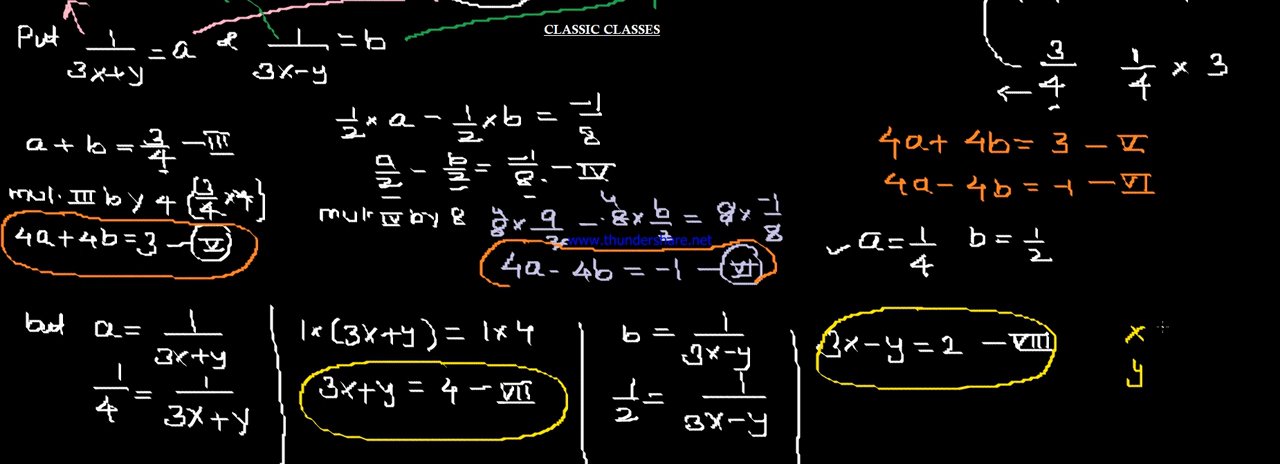 CLASSIC CLASSES
Put 1/(3x+y) = a & 1/(3x-y) = b
3/4 1/4 × 3
1/2 × a - 1/2 × b = -1/8
a + b = 3/4 - III
a/2 - b/2 = -1/8 - IV
4a + 4b = 3 - V
4a - 4b = -1 - VI
mul. III by 4 [3/4 × 4]
mul. IV by 8 8 × a/2 - 8 × b/2 = 8 × -1/8
www.thundershare.net
4a + 4b = 3 - V
4a - 4b = -1 - VI
a = 1/4 b = 1/2
but a = 1/(3x+y)
1/4 = 1/(3x+y)
1×(3x+y) = 1×4
3x+y = 4 - VII
b = 1/(3x-y)
1/2 = 1/(3x-y)
3x-y = 2 - VIII
x
y